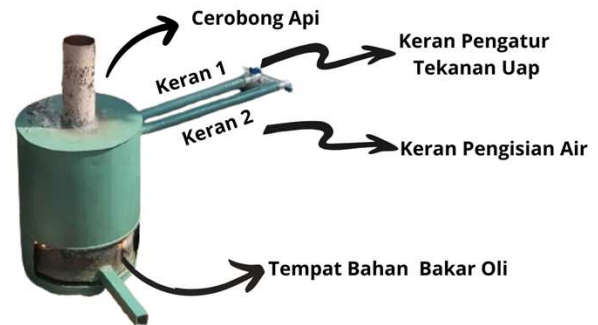 Cerobong Api
Keran Pengatur
Tekanan Uap
Keran 1
Keran 2
Keran Pengisian Air
Tempat Bahan Bakar Oli